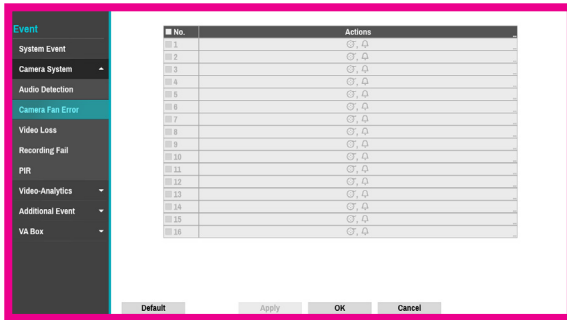 Event
System Event
Camera System
Audio Detection
Camera Fan Error
Video Loss
Recording Fail
PIR
Video-Analytics
Additional Event
VA Box
No. Actions
1
2
3
4
5
6
7
8
9
10
11
12
13
14
15
16
Default Apply OK Cancel